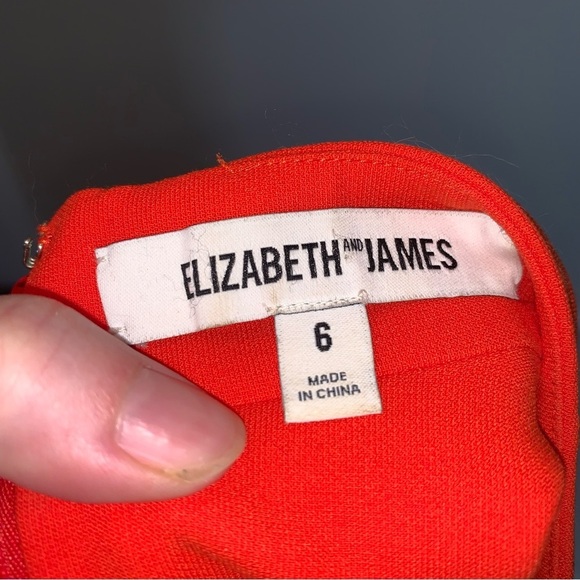 ELIZABETH AND JAMES
6
MADE
IN CHINA